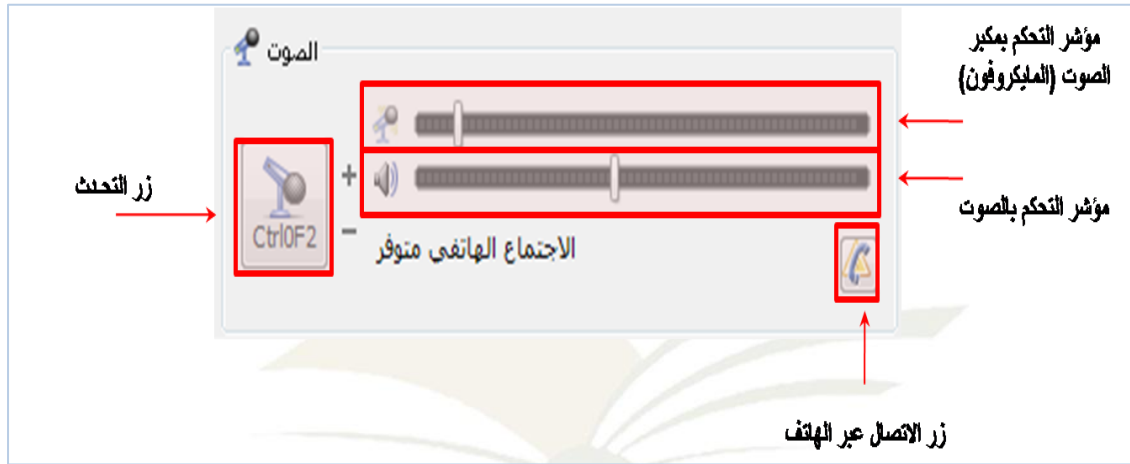 الصوت
مؤشر التحكم بمكبر
الصوت (المايكروفون)
زر التحدث
+
Ctrl0F2
−
مؤشر التحكم بالصوت
الاجتماع الهاتفي متوفر
زر الاتصال عبر الهاتف